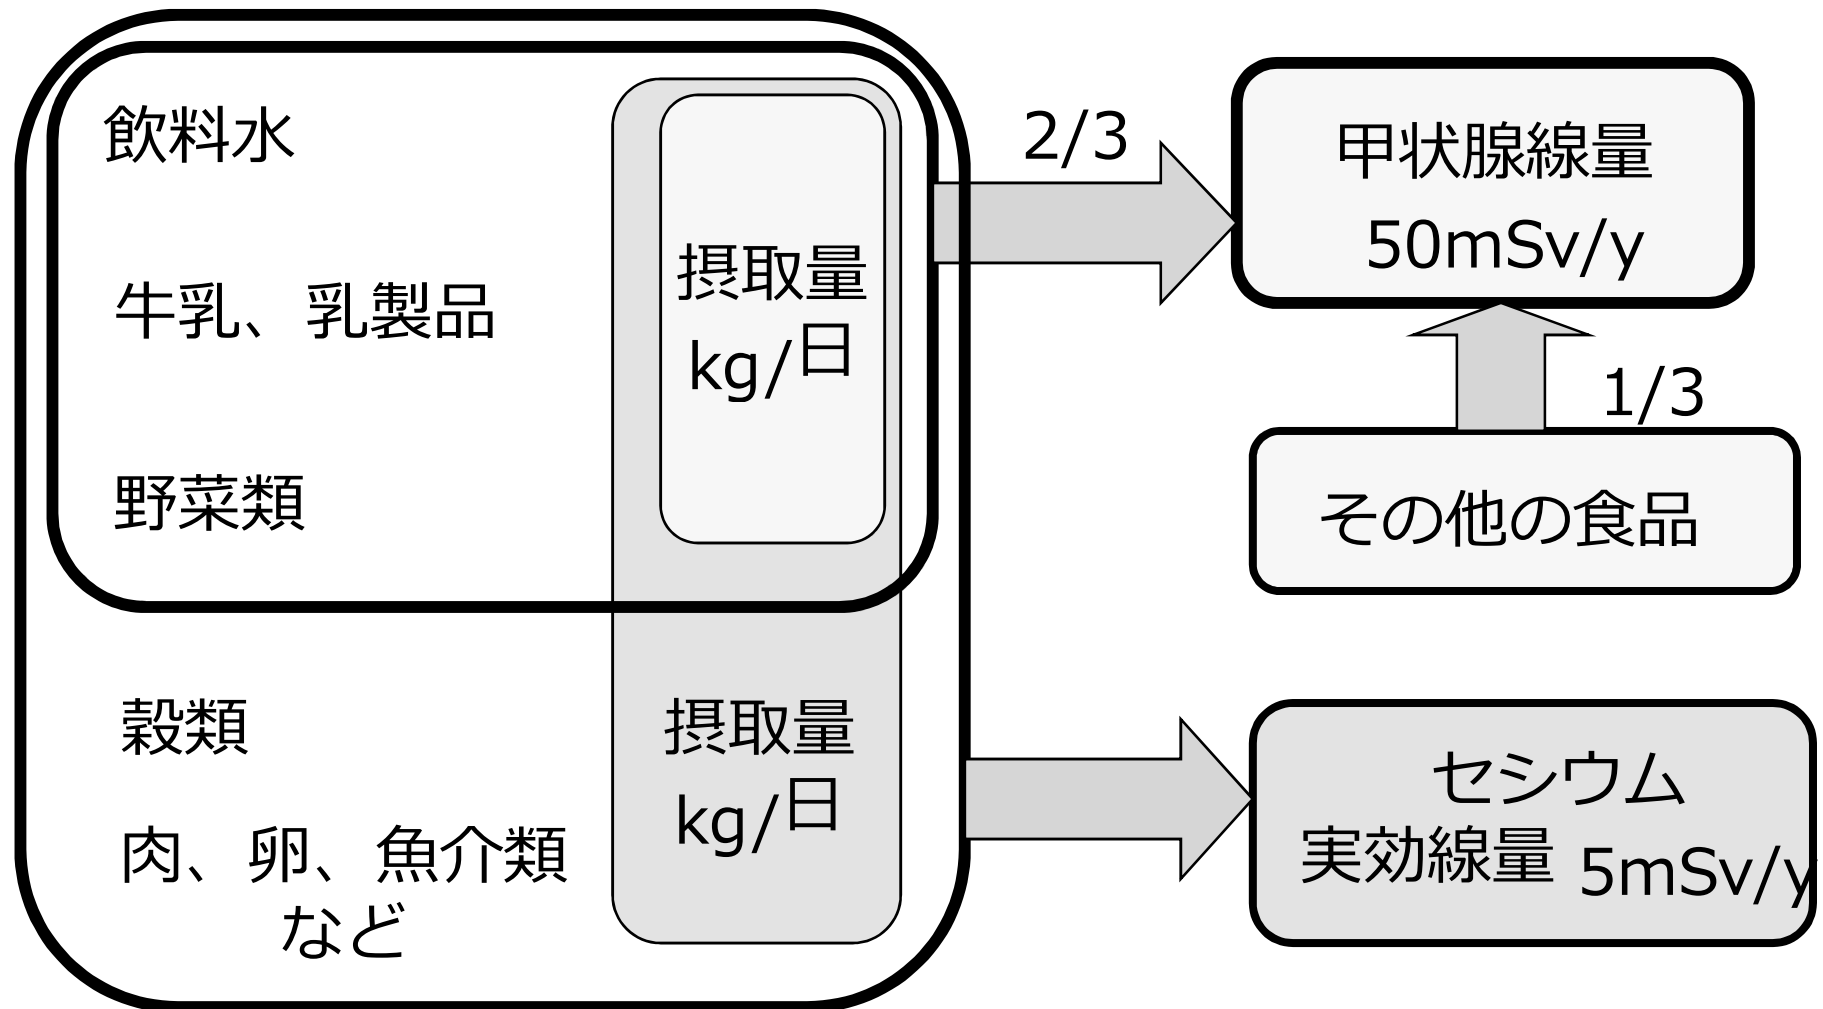 飲料水
牛乳、乳製品
野菜類
摂取量
kg/日
穀類
肉、卵、魚介類
など
摂取量
kg/日
2/3
甲状腺線量
50mSv/y
1/3
その他の食品
セシウム
実効線量 5mSv/y